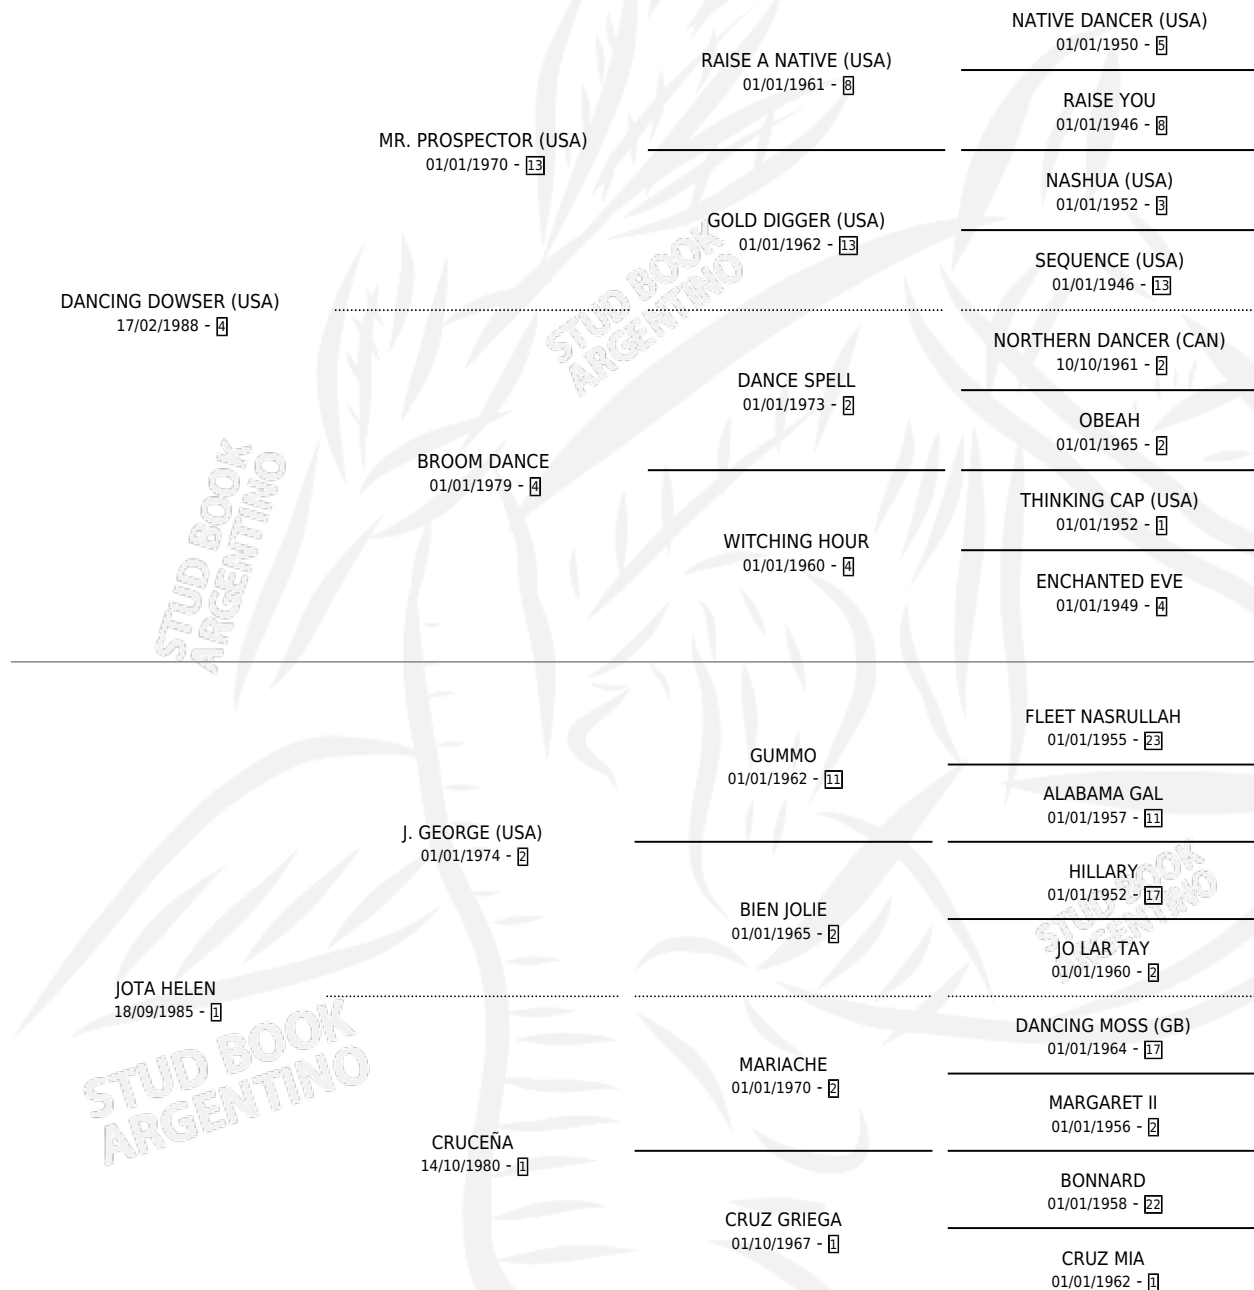 NATIVE DANCER (USA)
01/01/1950 - 5
RAISE A NATIVE (USA)
01/01/1961 - 8
RAISE YOU
01/01/1946 - 8
MR. PROSPECTOR (USA)
01/01/1970 - 13
NASHUA (USA)
01/01/1952 - 3
GOLD DIGGER (USA)
01/01/1962 - 13
SEQUENCE (USA)
01/01/1946 - 13
DANCING DOWSER (USA)
17/02/1988 - 4
STUD BOOK
ARGENTINO
NORTHERN DANCER (CAN)
10/10/1961 - 2
DANCE SPELL
01/01/1973 - 2
OBEAH
01/01/1965 - 2
BROOM DANCE
01/01/1979 - 4
THINKING CAP (USA)
01/01/1952 - 1
WITCHING HOUR
01/01/1960 - 4
ENCHANTED EVE
01/01/1949 - 4
STUD BOOK
ARGENTINO
FLEET NASRULLAH
01/01/1955 - 23
GUMMO
01/01/1962 - 11
ALABAMA GAL
01/01/1957 - 11
J. GEORGE (USA)
01/01/1974 - 2
HILLARY
01/01/1952 - 17
BIEN JOLIE
01/01/1965 - 2
STUD BOOK
ARGENTINO
JO LAR TAY
01/01/1960 - 2
JOTA HELEN
18/09/1985 - 1
STUD BOOK
ARGENTINO
DANCING MOSS (GB)
01/01/1964 - 17
MARIACHE
01/01/1970 - 2
MARGARET II
01/01/1956 - 2
CRUCEÑA
14/10/1980 - 1
BONNARD
01/01/1958 - 22
CRUZ GRIEGA
01/10/1967 - 1
CRUZ MIA
01/01/1962 - 1